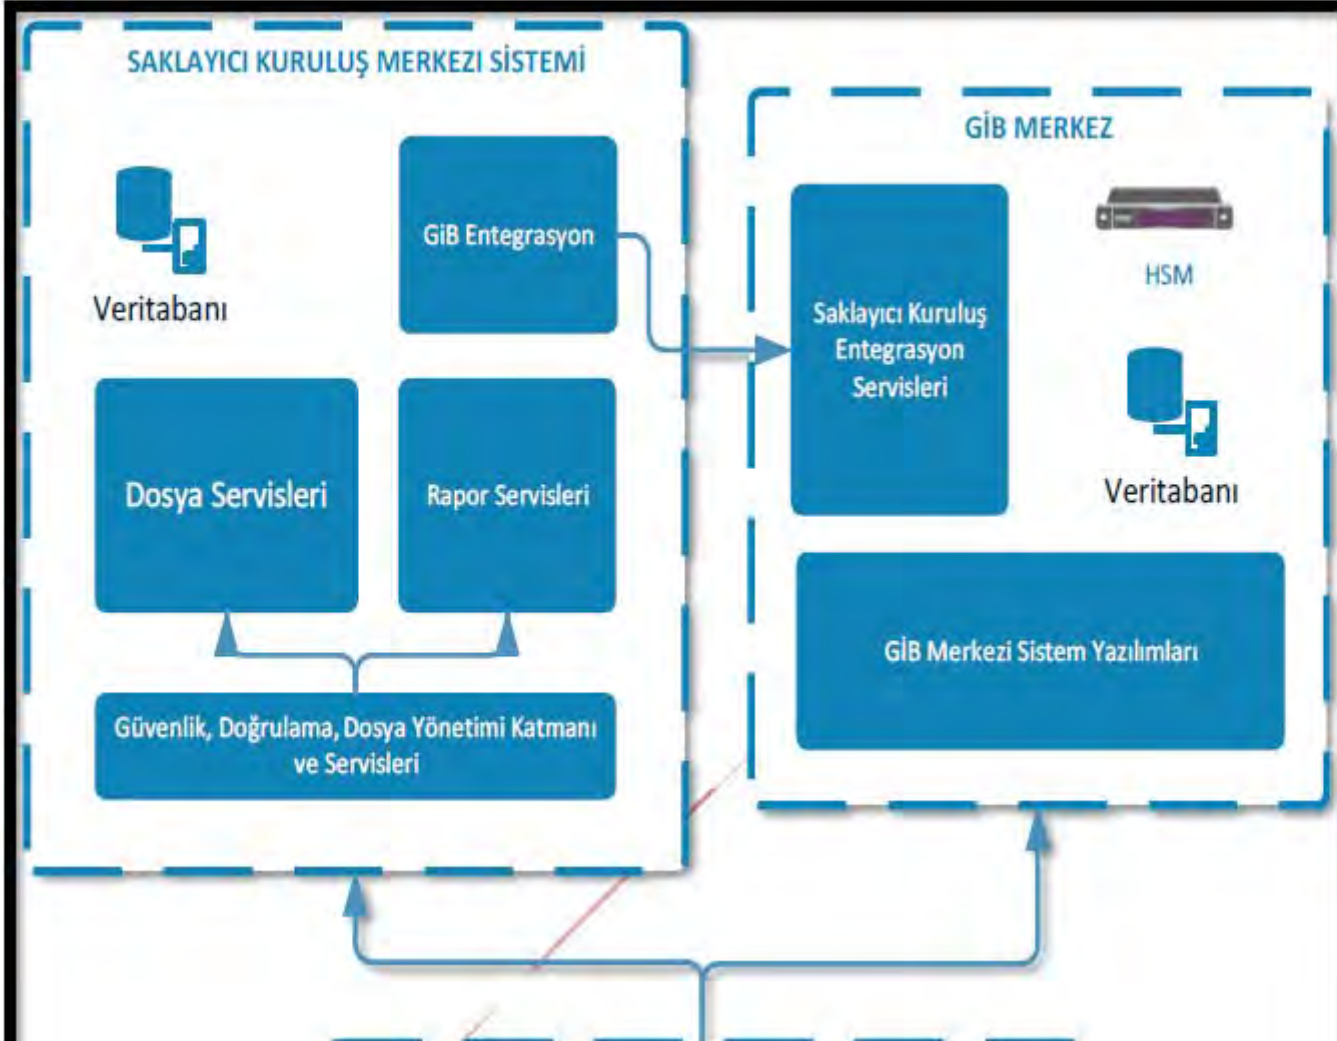 SAKLAYICI KURULUŞ MERKEZI SİSTEMİ
GİB MERKEZ
GiB Entegrasyon
HSM
Veritabanı
Saklayıcı Kuruluş
Entegrasyon
Servisleri
Dosya Servisleri
Rapor Servisleri
Veritabanı
GİB Merkezi Sistem Yazılımları
Güvenlik, Doğrulama, Dosya Yönetimi Katmanı
ve Servisleri